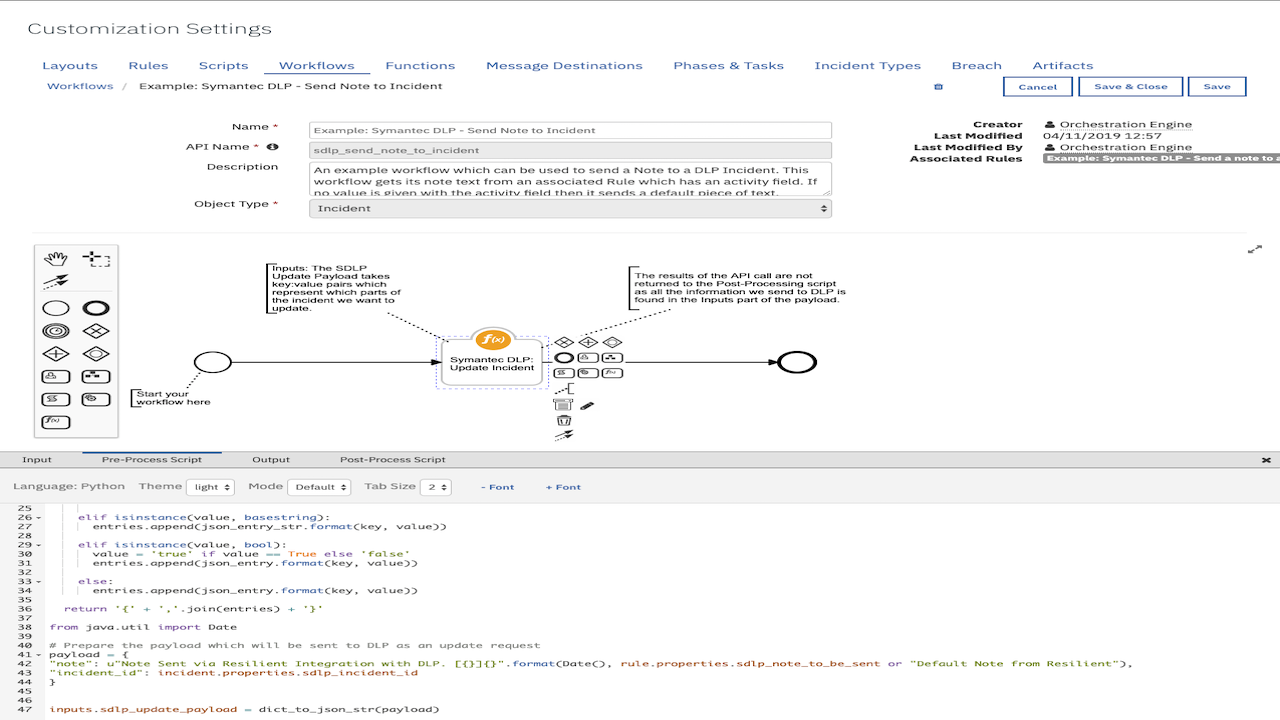 Customization Settings
Layouts Rules Scripts Workflows Functions Message Destinations Phases & Tasks Incident Types Breach Artifacts
Workflows / Example: Symantec DLP - Send Note to Incident
Cancel Save & Close Save
Name * Example: Symantec DLP - Send Note to Incident
API Name * sdlp_send_note_to_incident
Description An example workflow which can be used to send a Note to a DLP Incident. This
workflow gets its note text from an associated Rule which has an activity field. If
no value is given with the activity field then it sends a default piece of text.
Object Type * Incident
Creator Orchestration Engine
Last Modified 04/11/2019 12:57
Last Modified By Orchestration Engine
Associated Rules Example: Symantec DLP - Send a note to a
Inputs: The SDLP
Update Payload takes
key:value pairs which
represent which parts of
the incident we want to
update.
The results of the API call are not
returned to the Post-Processing script
as all the information we send to DLP is
found in the Inputs part of the payload.
f(x)
Symantec DLP:
Update Incident
Start your
workflow here
f(x)
f(x)
Input Pre-Process Script Output Post-Process Script
Language: Python Theme light Mode Default Tab Size 2 - Font + Font
25
26 elif isinstance(value, basestring):
27 entries.append(json_entry_str.format(key, value))
28
29 elif isinstance(value, bool):
30 value = 'true' if value == True else 'false'
31 entries.append(json_entry.format(key, value))
32
33 else:
34 entries.append(json_entry.format(key, value))
35
36 return '{' + ','.join(entries) + '}'
37
38 from java.util import Date
39
40 # Prepare the payload which will be sent to DLP as an update request
41 payload = {
42 "note": u"Note Sent via Resilient Integration with DLP. [{}]{}".format(Date(), rule.properties.sdlp_note_to_be_sent or "Default Note from Resilient"),
43 "incident_id": incident.properties.sdlp_incident_id
44 }
45
46
47 inputs.sdlp_update_payload = dict_to_json_str(payload)